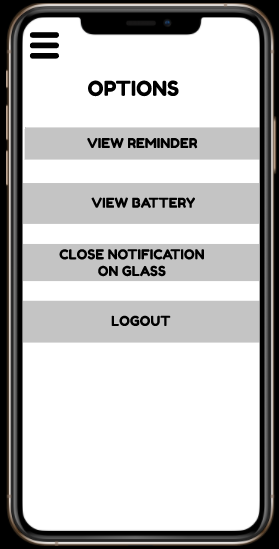 OPTIONS
VIEW REMINDER
VIEW BATTERY
CLOSE NOTIFICATION
ON GLASS
LOGOUT